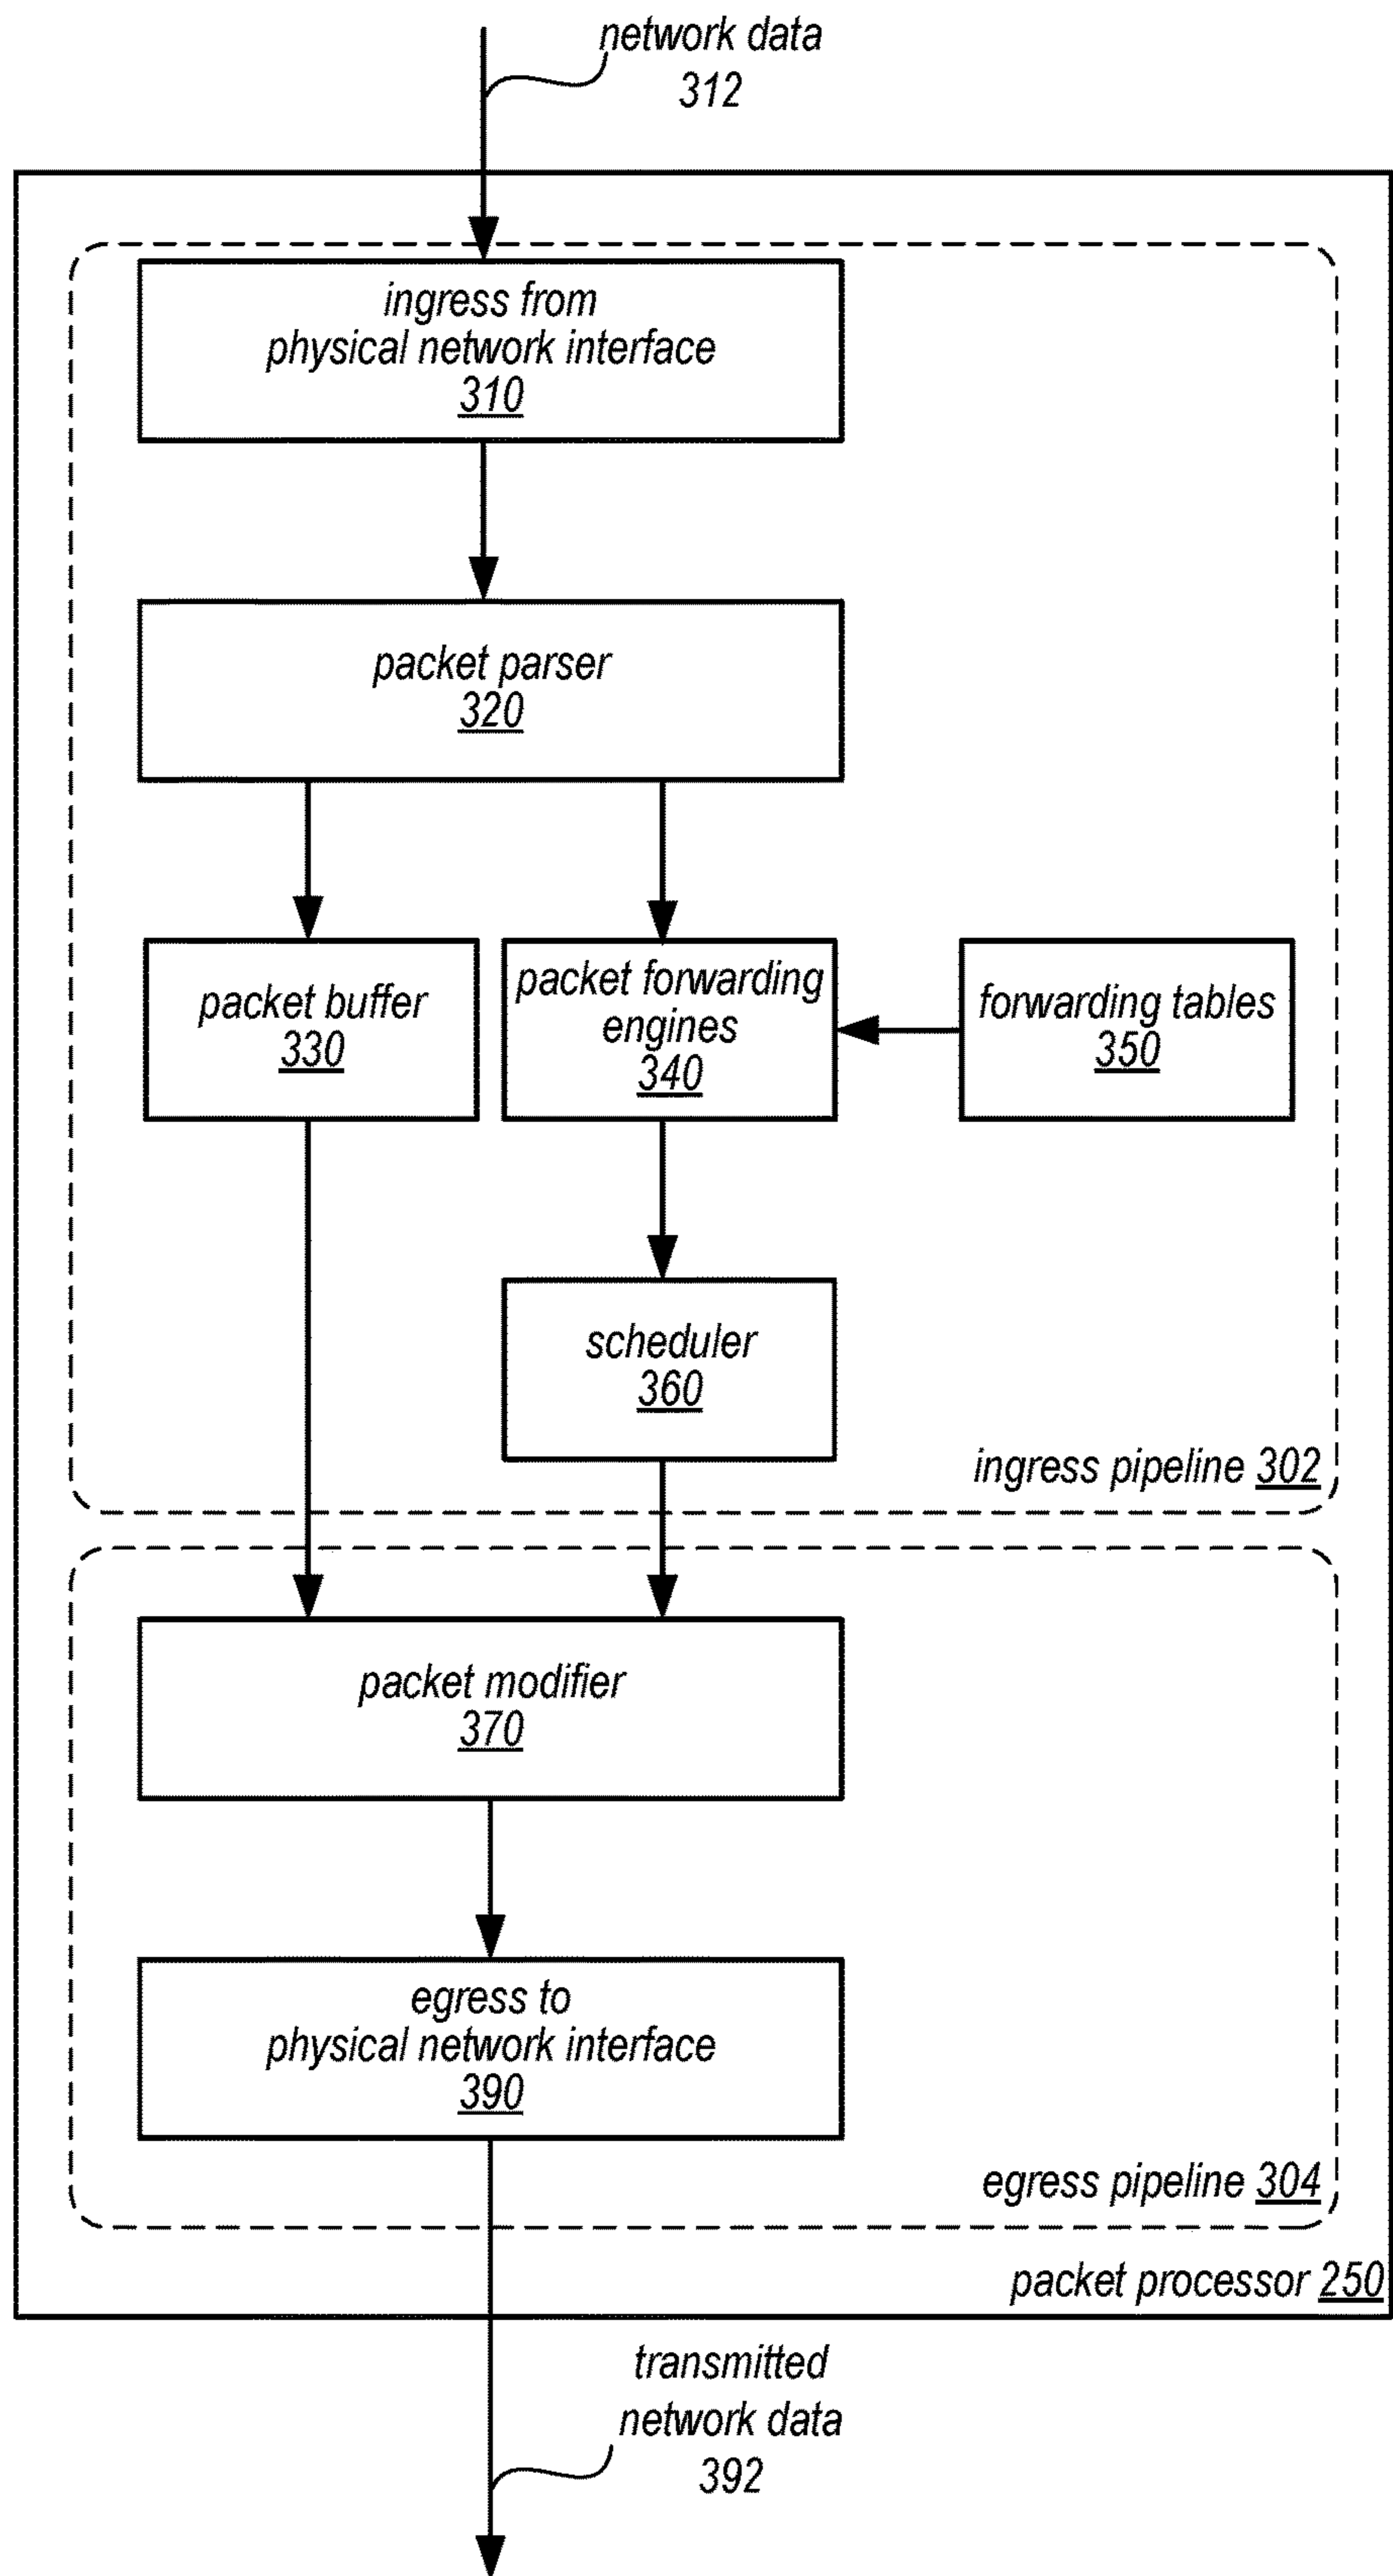 network data
312
ingress from
physical network interface
310
packet parser
320
packet buffer
330
packet forwarding
engines
340
forwarding tables
350
scheduler
360
ingress pipeline 302
packet modifier
370
egress to
physical network interface
390
egress pipeline 304
packet processor 250
transmitted
network data
392